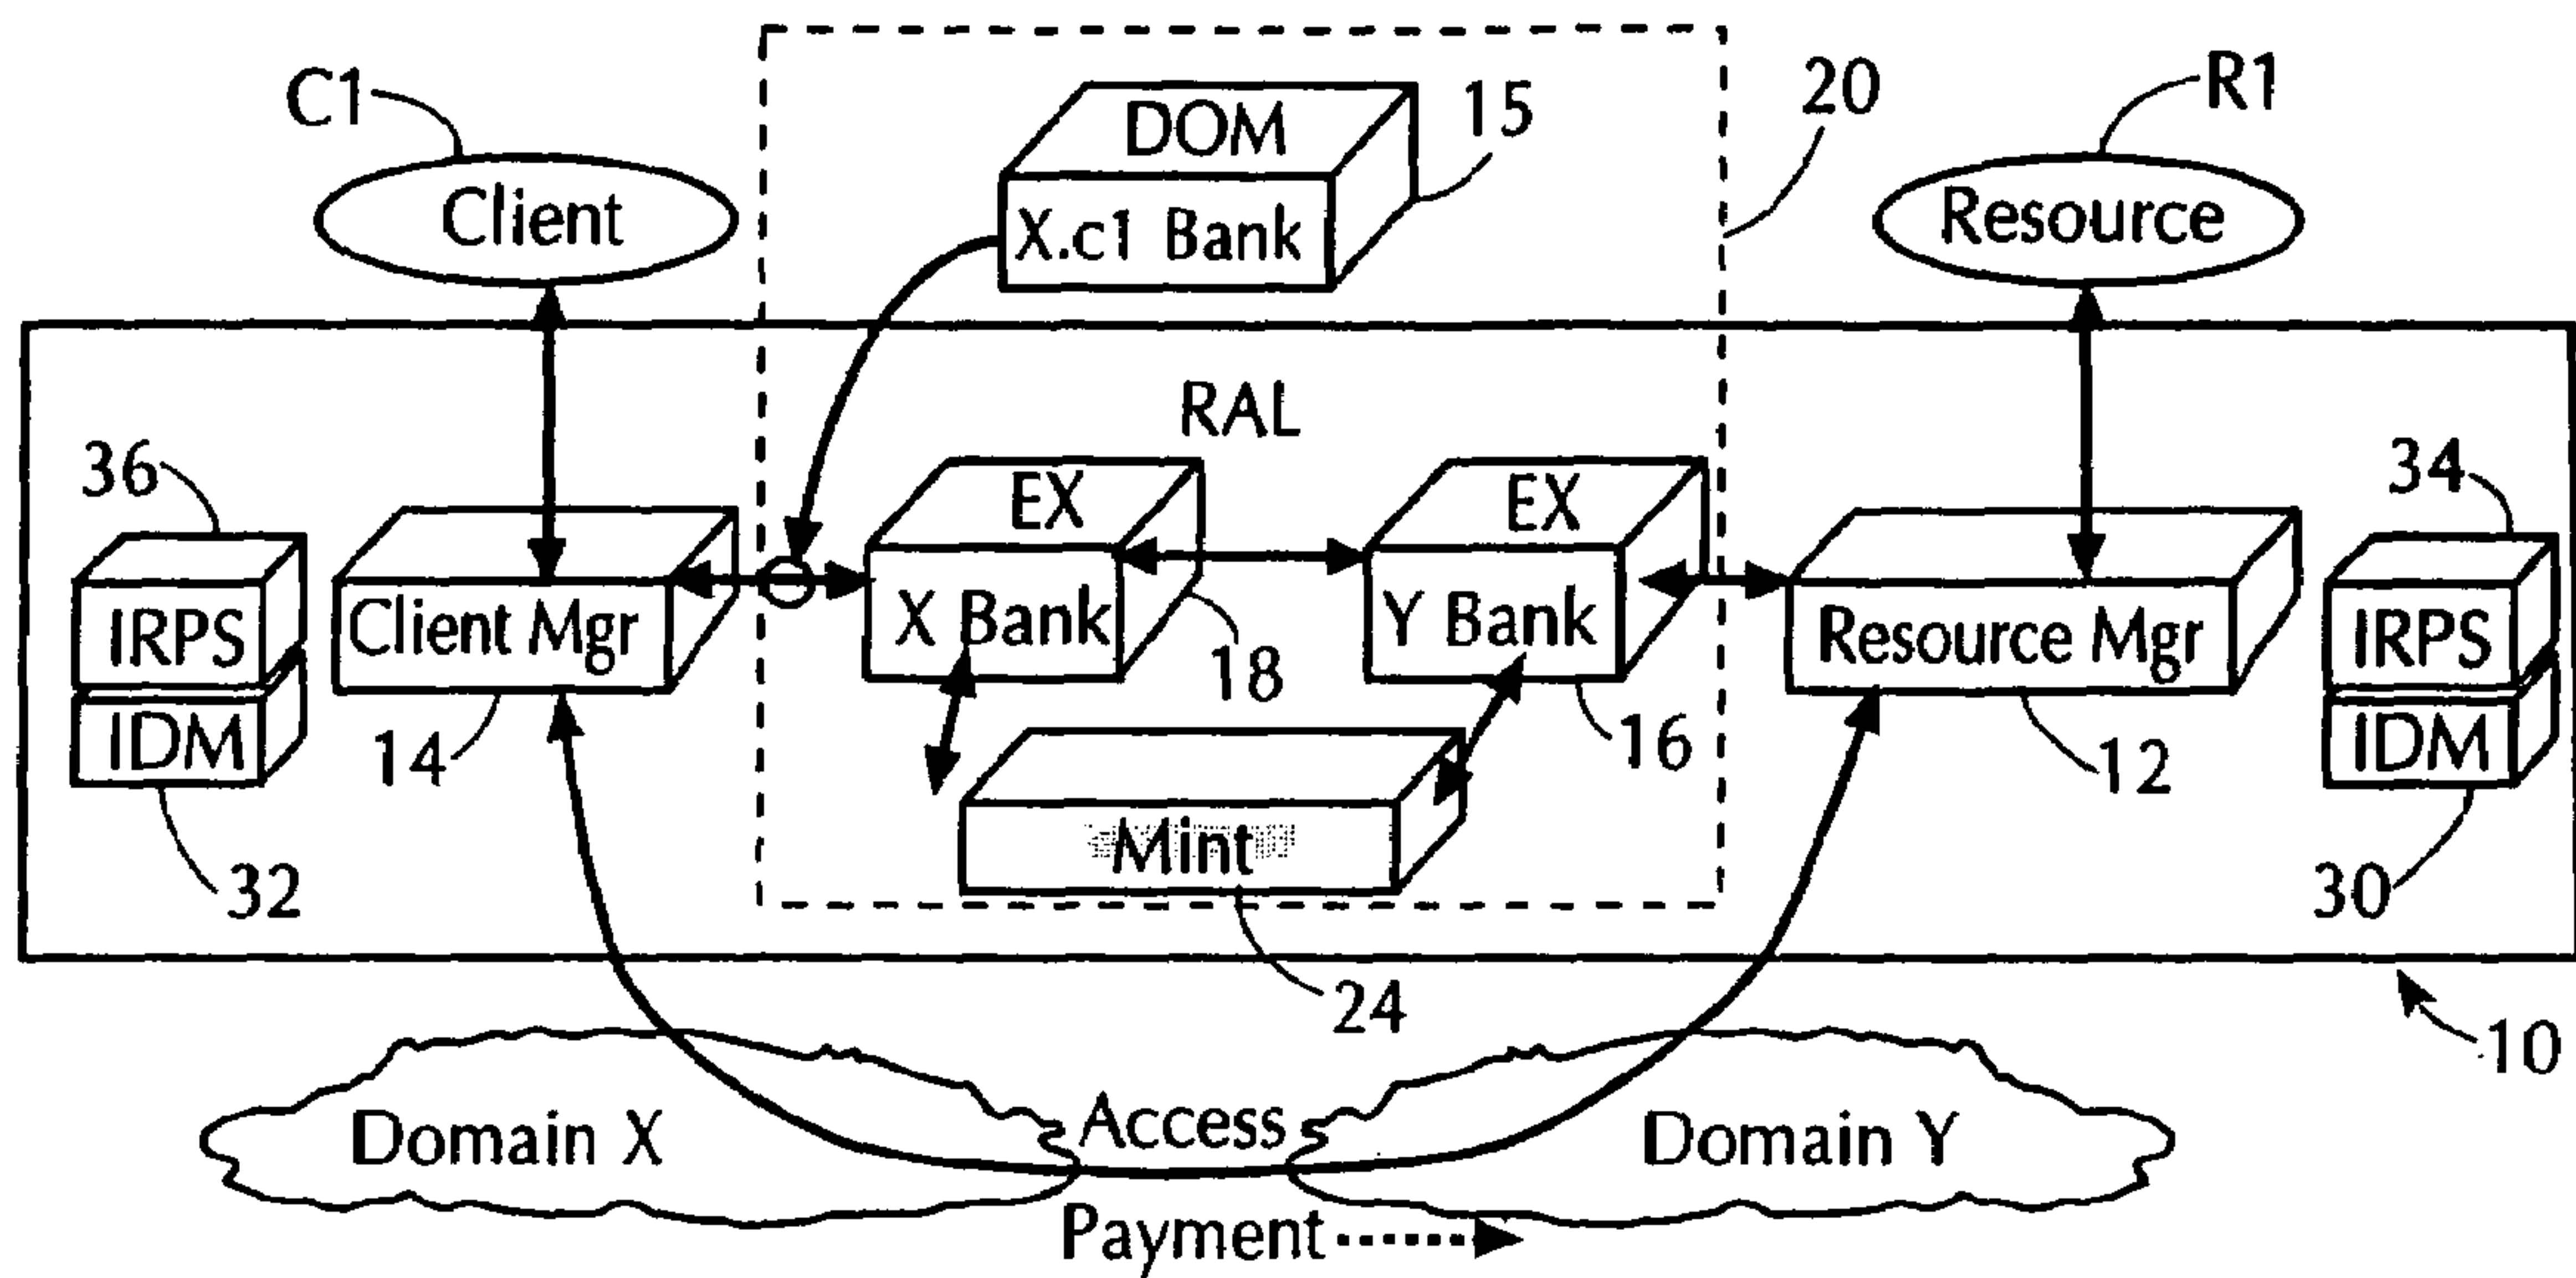 C1
Client
DOM
X.c1 Bank
15
20
R1
Resource
RAL
36
IRPS
IDM
32
Client Mgr
14
EX
X Bank
18
EX
Y Bank
16
Mint
24
Resource Mgr
12
34
IRPS
IDM
30
10
Domain X
Access
Domain Y
Payment